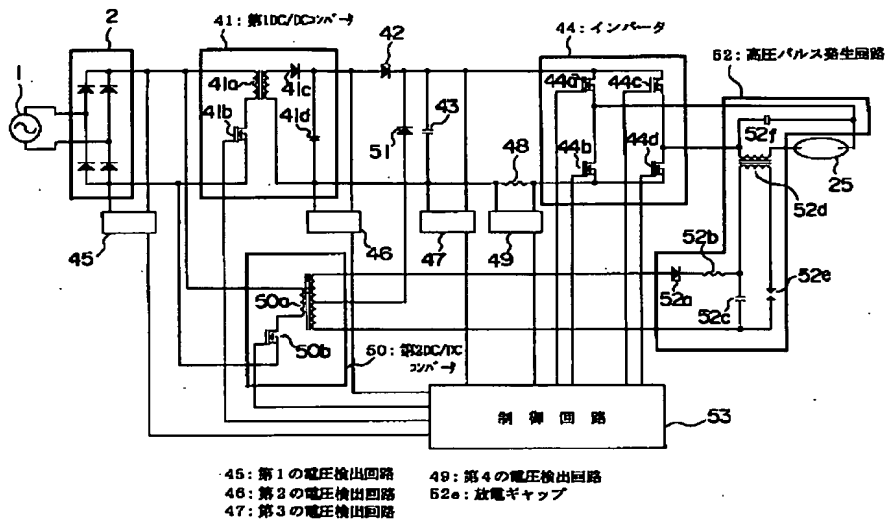 2
41:第1DC/DCコンバータ
42
44:インバータ
52:高圧パルス発生回路
1
41a
41c
41b
41d
51
43
48
44a
44c
44b
44d
52f
25
52d
45
46
47
49
52b
52a
52c
52e
50a
50b
50:第2DC/DC
コンバータ
制御回路
53
45:第1の電圧検出回路
46:第2の電圧検出回路
47:第3の電圧検出回路
49:第4の電圧検出回路
52e:放電ギャップ